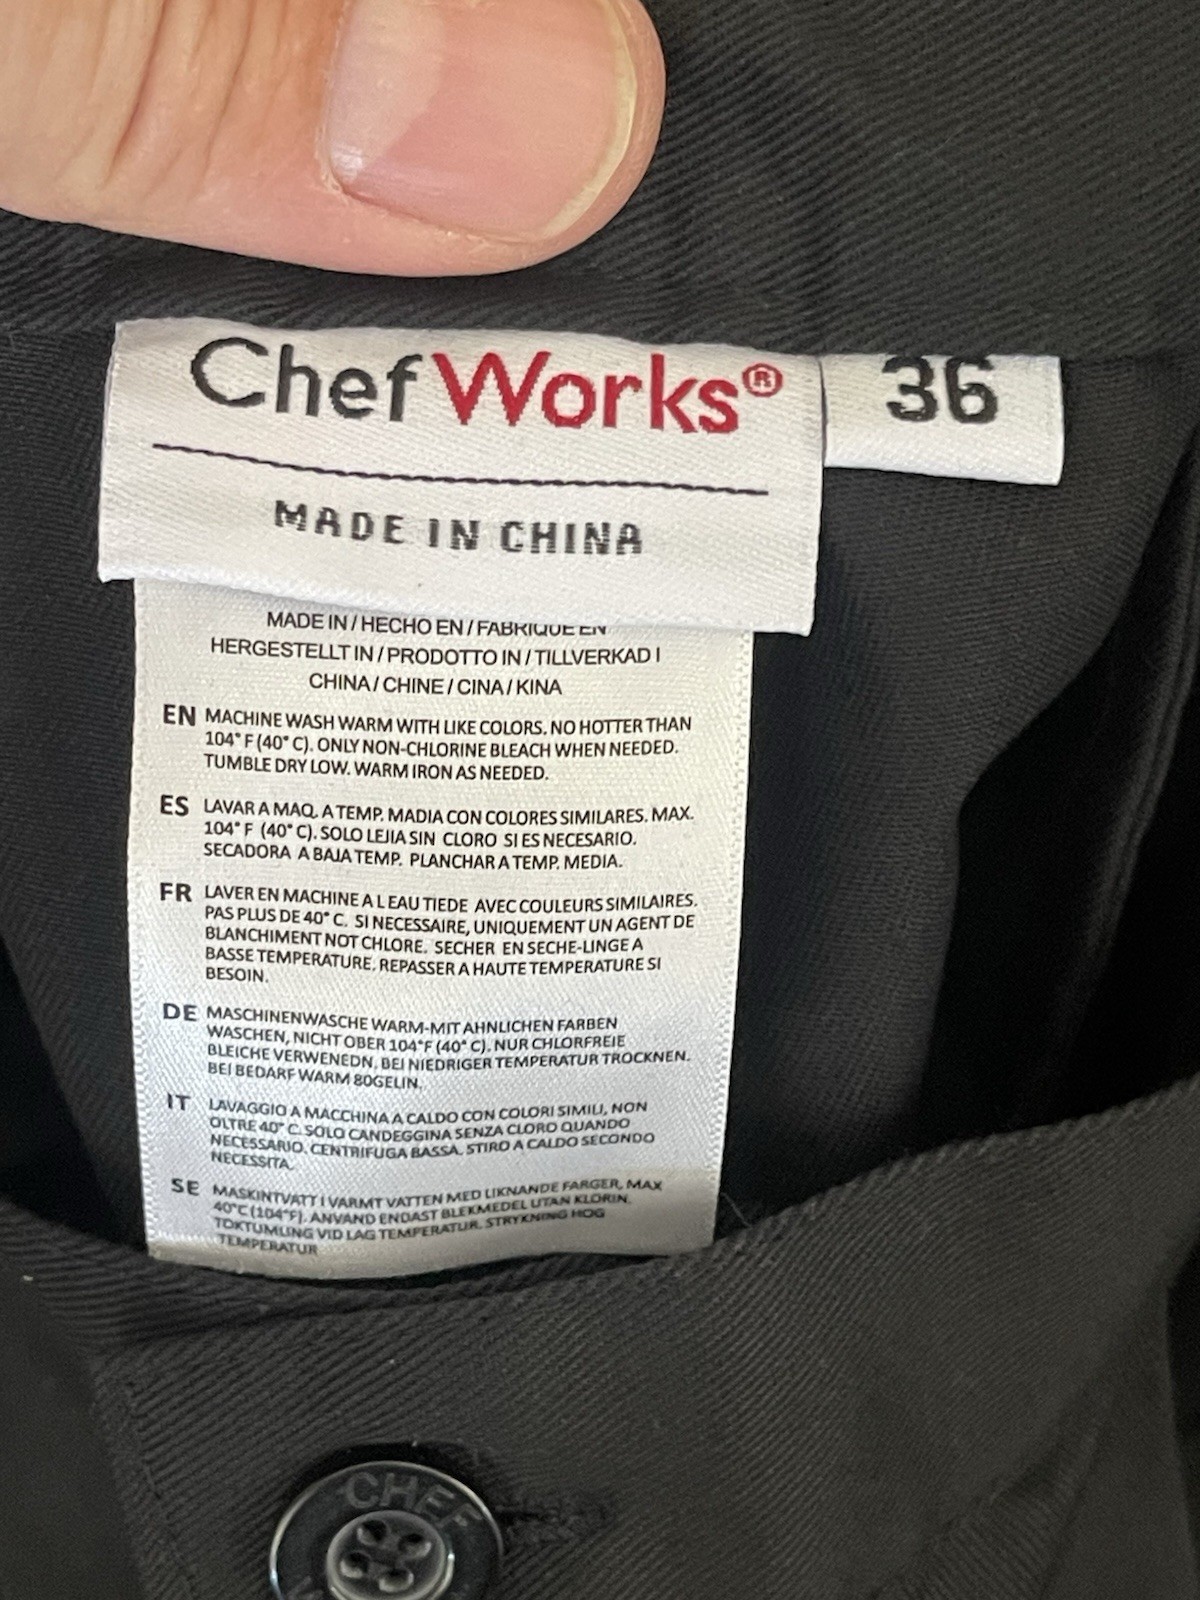 Chef Works®
36
MADE IN CHINA
MADE IN / HECHO EN / FABRIQUE EN
HERGESTELLT IN / PRODOTTO IN / TILLVERKAD I
CHINA / CHINE / CINA / KINA
EN MACHINE WASH WARM WITH LIKE COLORS. NO HOTTER THAN
104° F (40° C). ONLY NON-CHLORINE BLEACH WHEN NEEDED.
TUMBLE DRY LOW. WARM IRON AS NEEDED.
ES LAVAR A MAQ. A TEMP. MADIA CON COLORES SIMILARES. MAX.
104° F (40° C). SOLO LEJIA SIN CLORO SI ES NECESARIO.
SECADORA A BAJA TEMP. PLANCHAR A TEMP. MEDIA.
FR LAVER EN MACHINE A L EAU TIEDE AVEC COULEURS SIMILAIRES.
PAS PLUS DE 40° C. SI NECESSAIRE, UNIQUEMENT UN AGENT DE
BLANCHIMENT NOT CHLORE. SECHER EN SECHE-LINGE A
BASSE TEMPERATURE. REPASSER A HAUTE TEMPERATURE SI
BESOIN.
DE MASCHINENWASCHE WARM-MIT AHNLICHEN FARBEN
WASCHEN, NICHT OBER 104°F (40° C). NUR CHLORFREIE
BLEICHE VERWENEDN. BEI NIEDRIGER TEMPERATUR TROCKNEN.
BEI BEDARF WARM 80GELIN.
IT LAVAGGIO A MACCHINA A CALDO CON COLORI SIMILI, NON
OLTRE 40° C. SOLO CANDEGGINA SENZA CLORO QUANDO
NECESSARIO. CENTRIFUGA BASSA. STIRO A CALDO SECONDO
NECESSITA.
SE MASKINTVATT I VARMT VATTEN MED LIKNANDE FARGER, MAX
40°C (104°F). ANVAND ENDAST BLEKMEDEL UTAN KLORIN.
TOKTUMLING VID LAG TEMPERATUR. STRYKNING HOG
TEMPERATUR
CHEF